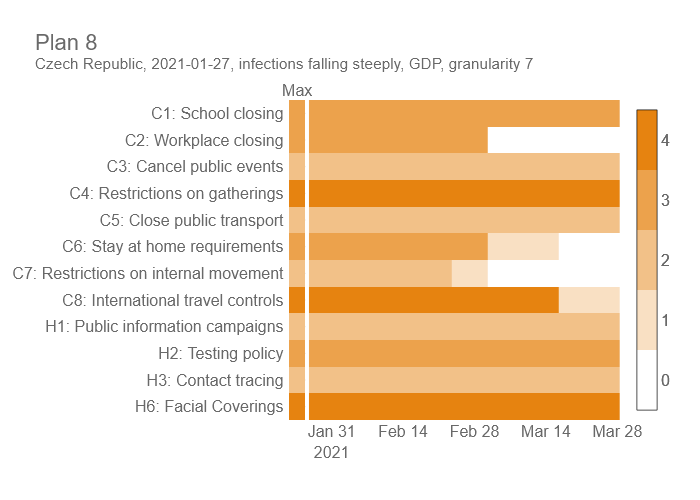 Plan 8
Czech Republic, 2021-01-27, infections falling steeply, GDP, granularity 7
Max
C1: School closing
C2: Workplace closing
C3: Cancel public events
C4: Restrictions on gatherings
C5: Close public transport
C6: Stay at home requirements
C7: Restrictions on internal movement
C8: International travel controls
H1: Public information campaigns
H2: Testing policy
H3: Contact tracing
H6: Facial Coverings
Jan 31 Feb 14 Feb 28 Mar 14 Mar 28
2021
4
3
2
1
0